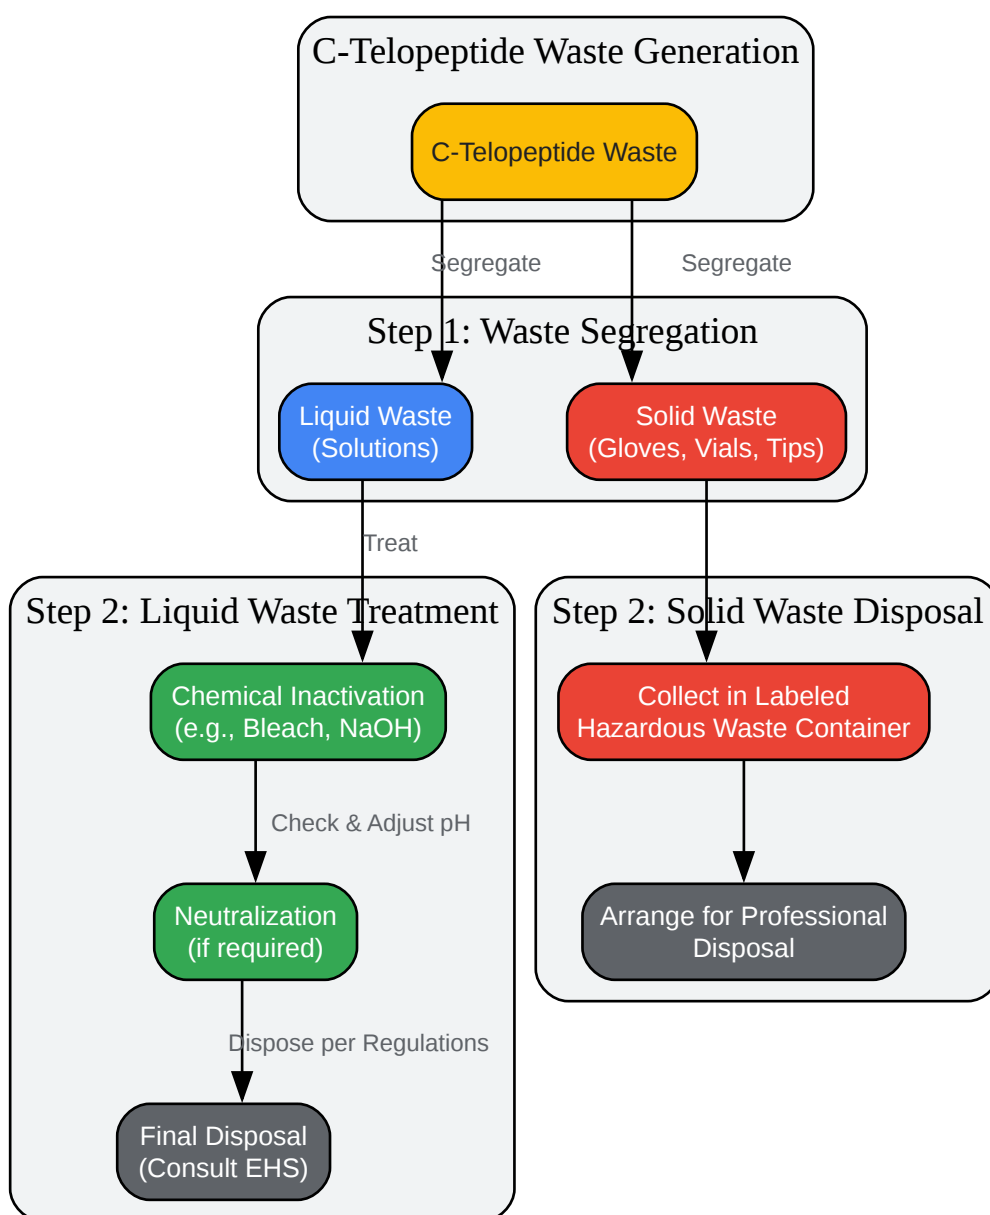 C-Telopeptide Waste Generation
C-Telopeptide Waste
Segregate
Segregate
Step 1: Waste Segregation
Liquid Waste
(Solutions)
Solid Waste
(Gloves, Vials, Tips)
Treat
Step 2: Liquid Waste Treatment
Chemical Inactivation
(e.g., Bleach, NaOH)
Check & Adjust pH
Neutralization
(if required)
Dispose per Regulations
Final Disposal
(Consult EHS)
Step 2: Solid Waste Disposal
Collect in Labeled
Hazardous Waste Container
Arrange for Professional
Disposal